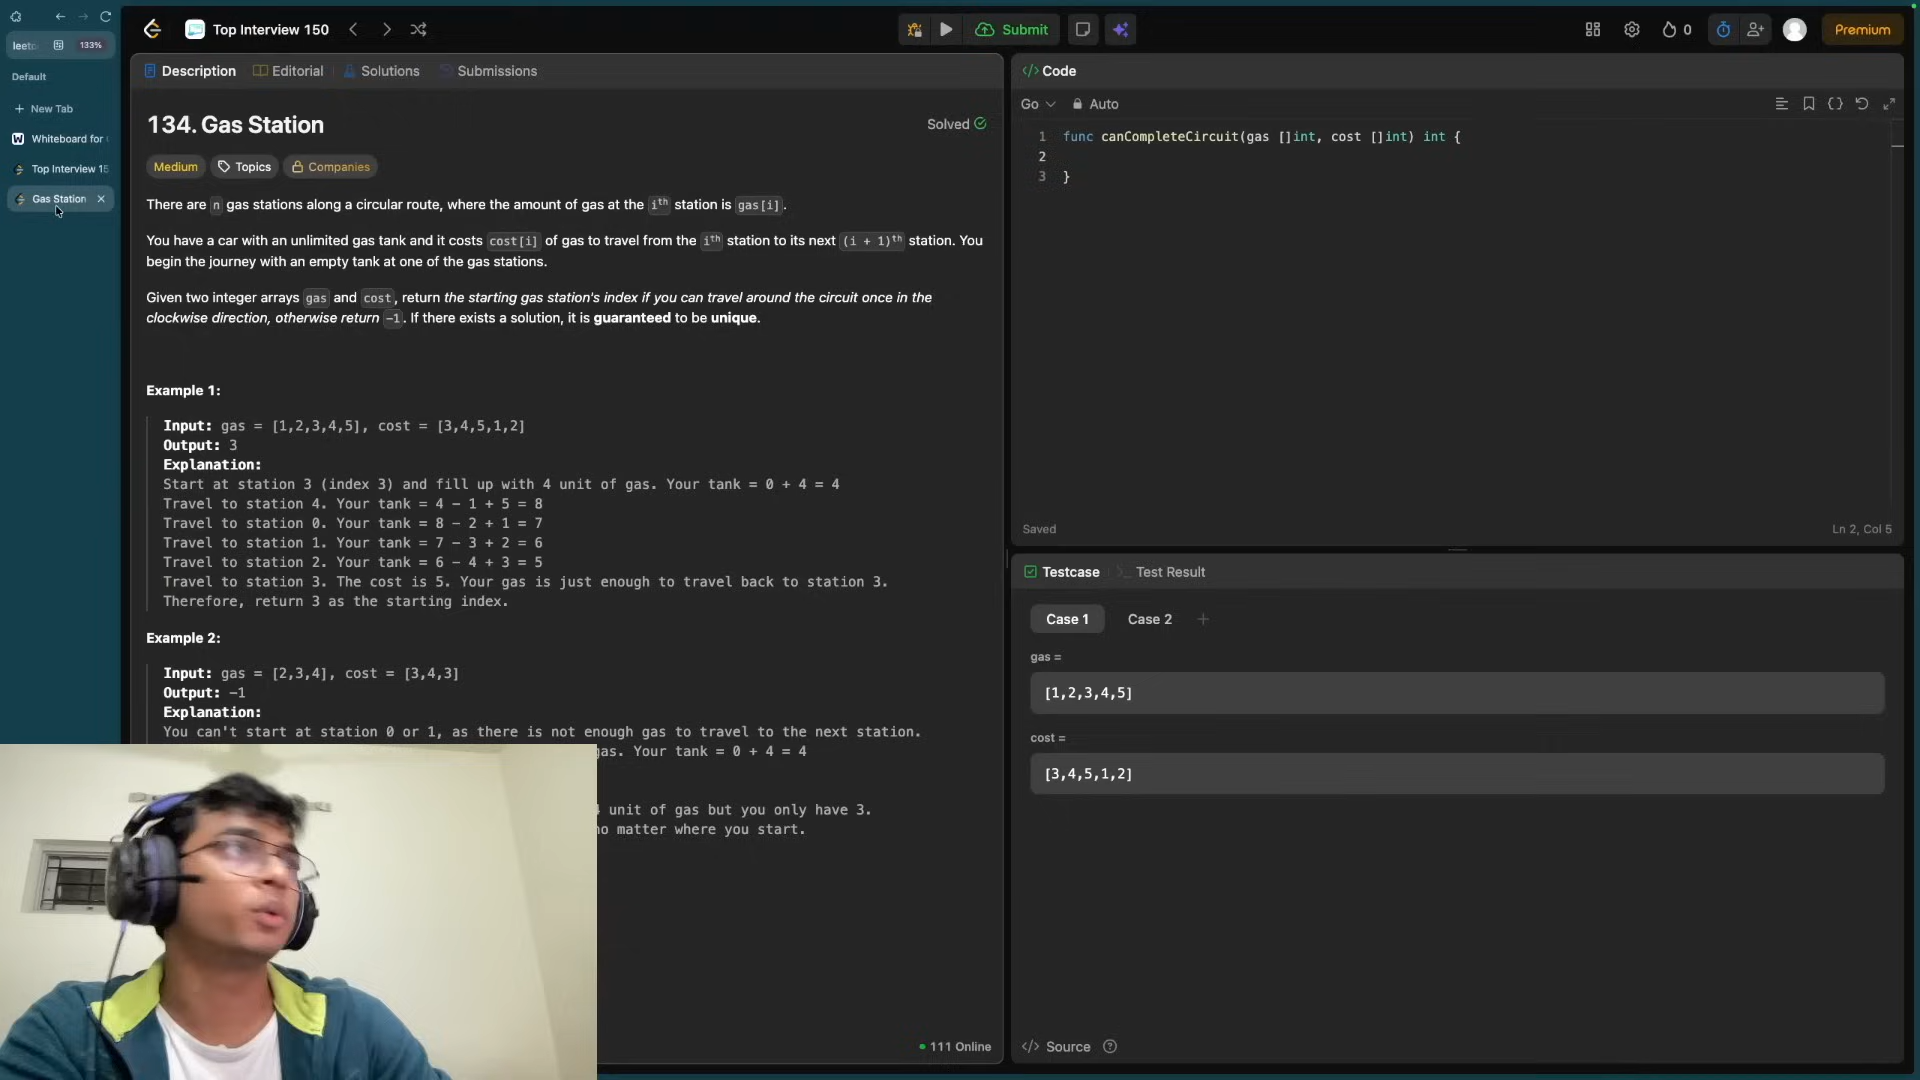 leetc
133%
Default
New Tab
Whiteboard for
Top Interview 15
Gas Station
Top Interview 150
Submit
0
Premium
Description
Editorial
Solutions
Submissions
134. Gas Station
Solved
Medium
Topics
Companies
There are n gas stations along a circular route, where the amount of gas at the ith station is gas[i].
You have a car with an unlimited gas tank and it costs cost[i] of gas to travel from the ith station to its next (i + 1)th station. You
begin the journey with an empty tank at one of the gas stations.
Given two integer arrays gas and cost, return the starting gas station's index if you can travel around the circuit once in the
clockwise direction, otherwise return -1. If there exists a solution, it is guaranteed to be unique.
Example 1:
Input: gas = [1,2,3,4,5], cost = [3,4,5,1,2]
Output: 3
Explanation:
Start at station 3 (index 3) and fill up with 4 unit of gas. Your tank = 0 + 4 = 4
Travel to station 4. Your tank = 4 - 1 + 5 = 8
Travel to station 0. Your tank = 8 - 2 + 1 = 7
Travel to station 1. Your tank = 7 - 3 + 2 = 6
Travel to station 2. Your tank = 6 - 4 + 3 = 5
Travel to station 3. The cost is 5. Your gas is just enough to travel back to station 3.
Therefore, return 3 as the starting index.
Example 2:
Input: gas = [2,3,4], cost = [3,4,3]
Output: -1
Explanation:
You can't start at station 0 or 1, as there is not enough gas to travel to the next station.
gas. Your tank = 0 + 4 = 4
4 unit of gas but you only have 3.
no matter where you start.
111 Online
Code
Go
Auto
1 func canCompleteCircuit(gas []int, cost []int) int {
2
3 }
Saved
Ln 2, Col 5
Testcase
Test Result
Case 1
Case 2
gas =
[1,2,3,4,5]
cost =
[3,4,5,1,2]
Source